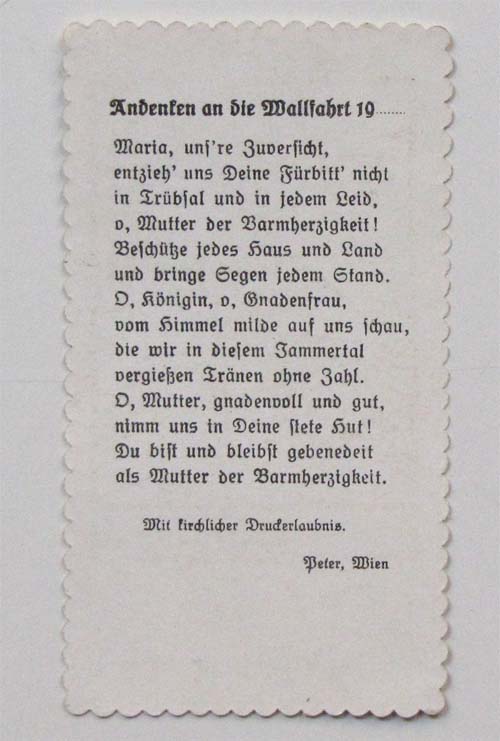 Andenken an die Wallfahrt 19........
Maria, uns're Zuversicht,
entzieh' uns Deine Fürbitt' nicht
in Trübsal und in jedem Leid,
o, Mutter der Barmherzigkeit!
Beschütze jedes Haus und Land
und bringe Segen jedem Stand.
O, Königin, o, Gnadenfrau,
vom Himmel milde auf uns schau,
die wir in diesem Jammertal
vergießen Tränen ohne Zahl.
O, Mutter, gnadenvoll und gut,
nimm uns in Deine stete Hut!
Du bist und bleibst gebenedeit
als Mutter der Barmherzigkeit.
Mit kirchlicher Druckerlaubnis.
Peter, Wien